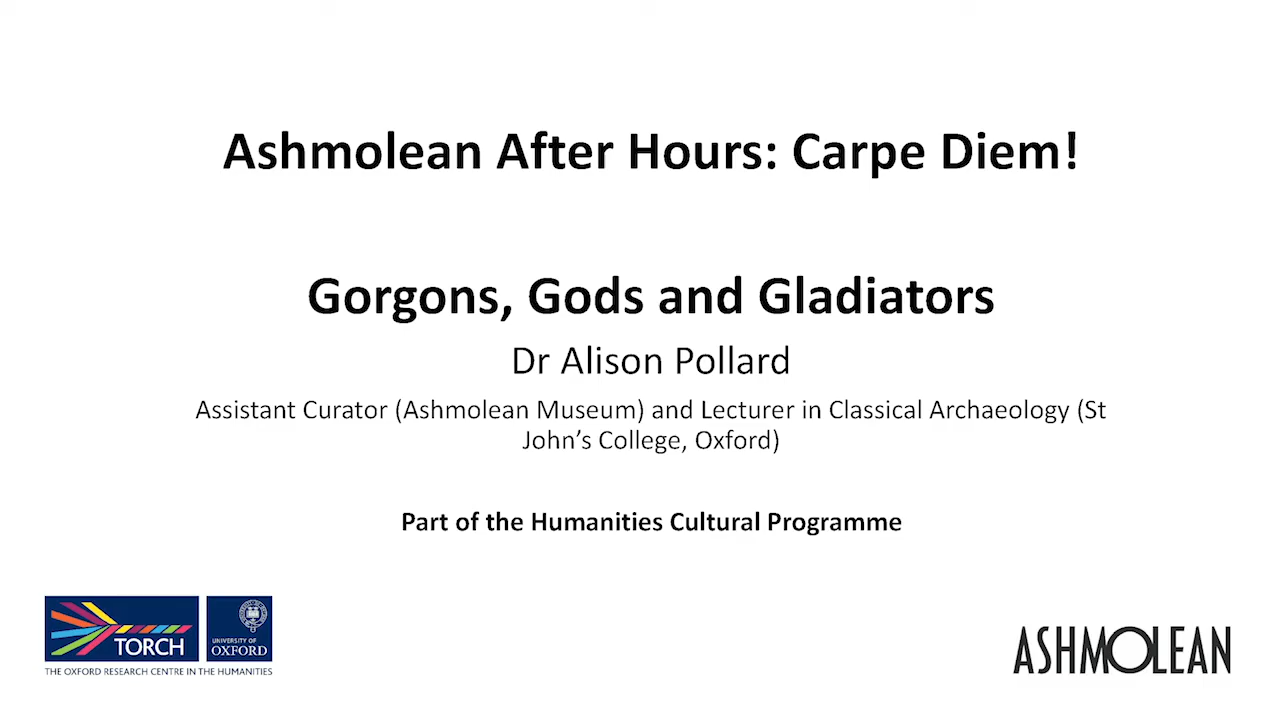 Ashmolean After Hours: Carpe Diem!
Gorgons, Gods and Gladiators
Dr Alison Pollard
Assistant Curator (Ashmolean Museum) and Lecturer in Classical Archaeology (St
John’s College, Oxford)
Part of the Humanities Cultural Programme
TORCH
UNIVERSITY OF
OXFORD
THE OXFORD RESEARCH CENTRE IN THE HUMANITIES
ASHMOLEAN